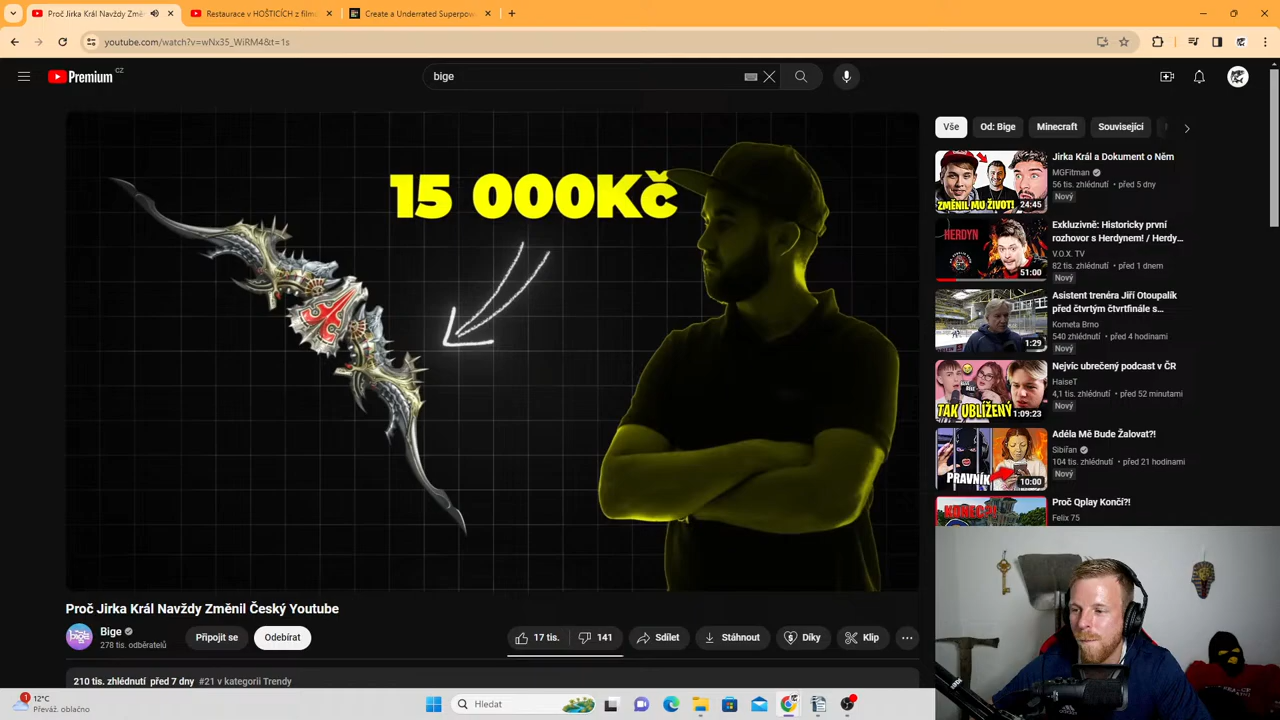 Proč Jirka Král Navždy Změn
Restaurace v HOŠTICÍCH z film
Create a Underrated Superpow
youtube.com/watch?v=wNx35_WiRM4&t=1s
Premium CZ
bige
15 000Kč
Vše
Od: Bige
Minecraft
Související
ZMĚNIL MU ŽIVOT!
24:45
Jirka Král a Dokument o Něm
MGFitman
56 tis. zhlédnutí • před 5 dny
Nový
HERDYN
51:00
Exkluzivně: Historicky první
rozhovor s Herdynem! / Herdy...
V.O.X. TV
82 tis. zhlédnutí • před 1 dnem
Nový
1:29
Asistent trenéra Jiří Otoupalík
před čtvrtým čtvrtfinále s...
Kometa Brno
540 zhlédnutí • před 4 hodinami
Nový
TAK UBLÍŽENÝ
1:09:23
Nejvíc ubrečený podcast v ČR
HaiseT
4,1 tis. zhlédnutí • před 52 minutami
Nový
PRAVNÍK
10:00
Adéla Mě Bude Žalovat?!
Sibiřan
104 tis. zhlédnutí • před 21 hodinami
Nový
KONEC?!
Proč Qplay Končí?!
Felix 75
Proč Jirka Král Navždy Změnil Český Youtube
Bige
278 tis. odběratelů
Připojit se
Odebírat
17 tis.
141
Sdílet
Stáhnout
Díky
Klip
210 tis. zhlédnutí před 7 dny #21 v kategorii Trendy
12°C
Převáž. oblačno
Hledat